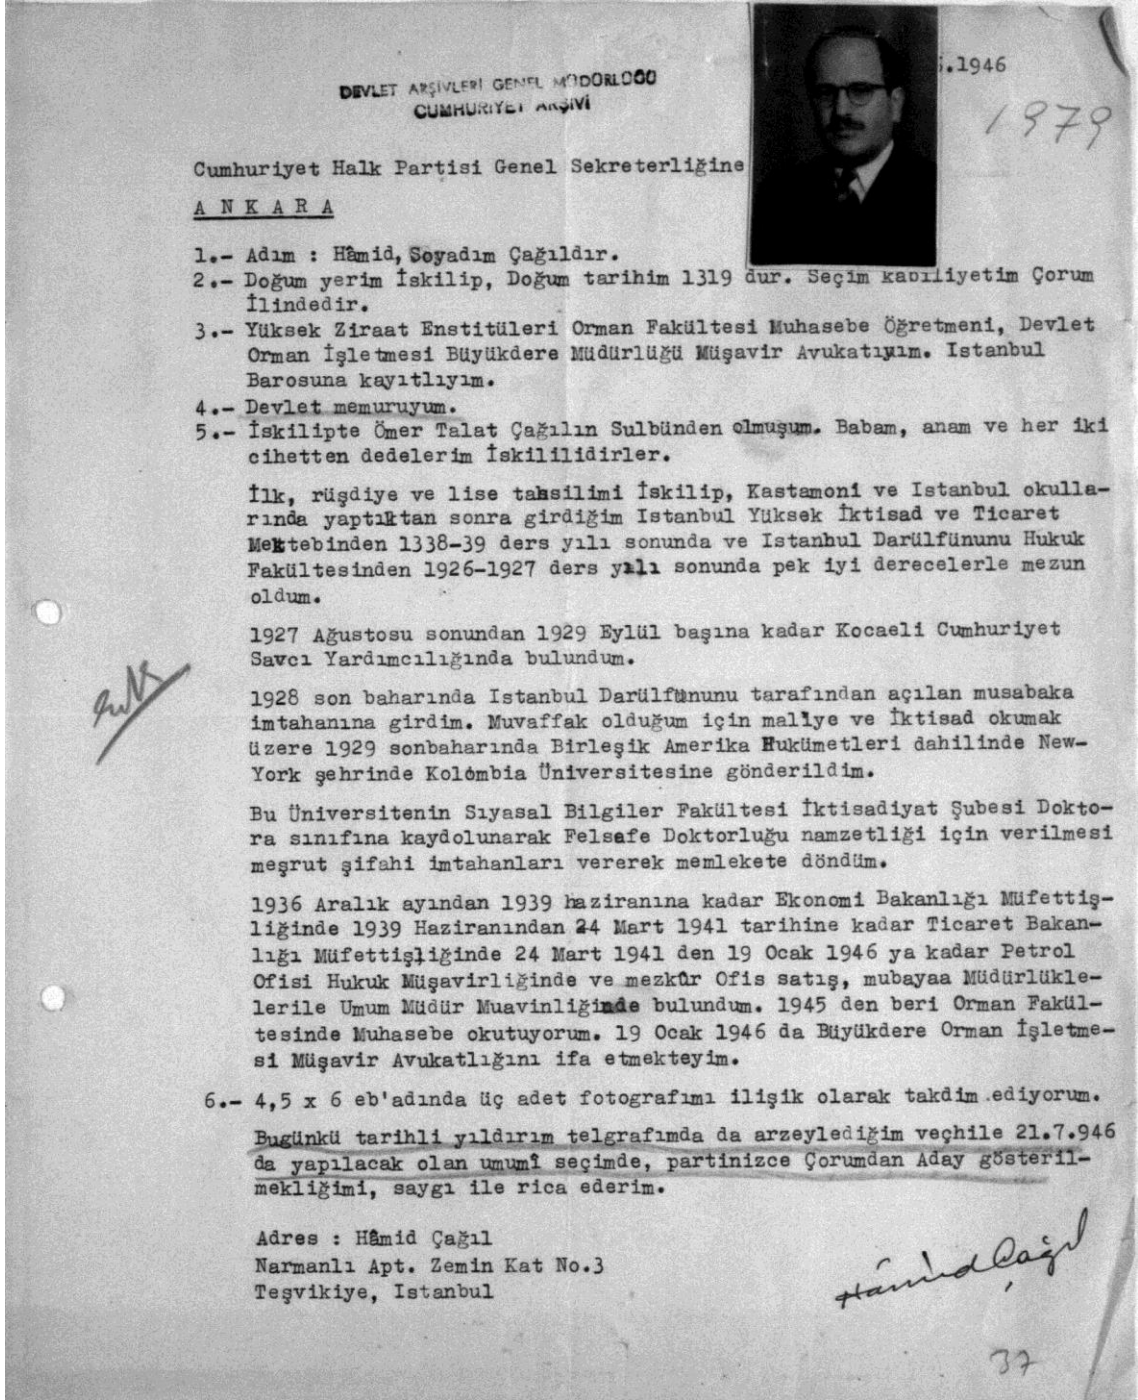 .1946
DEVLET ARŞİVLERİ GENEL MÜDÜRLÜĞÜ
CUMHURİYET ARŞİVİ
1979
Cumhuriyet Halk Partisi Genel Sekreterliğine
A N K A R A
1.- Adım : Hâmid, Soyadım Çağıldır.
2.- Doğum yerim İskilip, Doğum tarihim 1319 dur. Seçim kabiliyetim Çorum
İlindedir.
3.- Yüksek Ziraat Enstitüleri Orman Fakültesi Muhasebe Öğretmeni, Devlet
Orman İşletmesi Büyükdere Müdürlüğü Müşavir Avukatıyım. Istanbul
Barosuna kayıtlıyım.
4.- Devlet memuruyum.
5.- İskilipte Ömer Talat Çağılın Sulbünden olmuşum. Babam, anam ve her iki
cihetten dedelerim İskililidirler.
İlk, rüşdiye ve lise tahsilimi İskilip, Kastamoni ve Istanbul okulla-
rında yaptıktan sonra girdiğim Istanbul Yüksek İktisad ve Ticaret
Mektebinden 1338-39 ders yılı sonunda ve Istanbul Darülfünunu Hukuk
Fakültesinden 1926-1927 ders yılı sonunda pek iyi derecelerle mezun
oldum.
1927 Ağustosu sonundan 1929 Eylül başına kadar Kocaeli Cumhuriyet
Savcı Yardımcılığında bulundum.
1928 son baharında Istanbul Darülfünunu tarafından açılan musabaka
imtahanına girdim. Muvaffak olduğum için maliye ve İktisad okumak
üzere 1929 sonbaharında Birleşik Amerika Hukümetleri dahilinde New-
York şehrinde Kolómbia Üniversitesine gönderildim.
Bu Üniversitenin Sıyasal Bilgiler Fakültesi İktisadiyat Şubesi Dokto-
ra sınıfına kaydolunarak Felsefe Doktorluğu namzetliği için verilmesi
meşrut şifahi imtahanları vererek memlekete döndüm.
1936 Aralık ayından 1939 haziranına kadar Ekonomi Bakanlığı Müfettiş-
liğinde 1939 Haziranından 24 Mart 1941 tarihine kadar Ticaret Bakan-
lığı Müfettişliğinde 24 Mart 1941 den 19 Ocak 1946 ya kadar Petrol
Ofisi Hukuk Müşavirliğinde ve mezkûr Ofis satış, mubayaa Müdürlükle-
lerile Umum Müdür Muavinliğinde bulundum. 1945 den beri Orman Fakül-
tesinde Muhasebe okutuyorum. 19 Ocak 1946 da Büyükdere Orman İşletme-
si Müşavir Avukatlığını ifa etmekteyim.
6.- 4,5 x 6 eb'adında üç adet fotografımı ilişik olarak takdim ediyorum.
Bugünkü tarihli yıldırım telgrafımda da arzeylediğim veçhile 21.7.946
da yapılacak olan umumî seçimde, partinizce Çorumdan Aday gösteril-
mekliğimi, saygı ile rica ederim.
Adres : Hâmid Çağıl
Narmanlı Apt. Zemin Kat No.3
Teşvikiye, Istanbul
Hâmid Çağıl
37